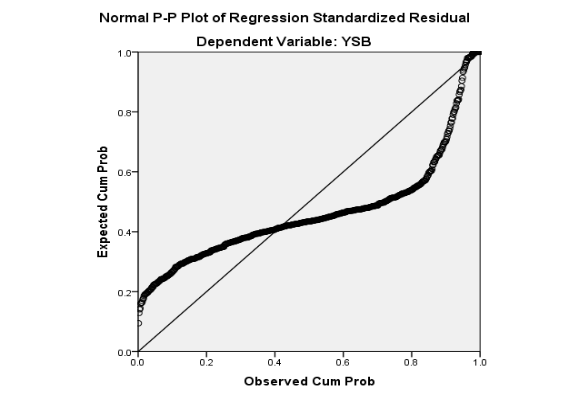 Normal P-P Plot of Regression Standardized Residual
Dependent Variable: YSB
1.0
0.8
0.6
0.4
0.2
0.0
Expected Cum Prob
0.0 0.2 0.4 0.6 0.8 1.0
Observed Cum Prob